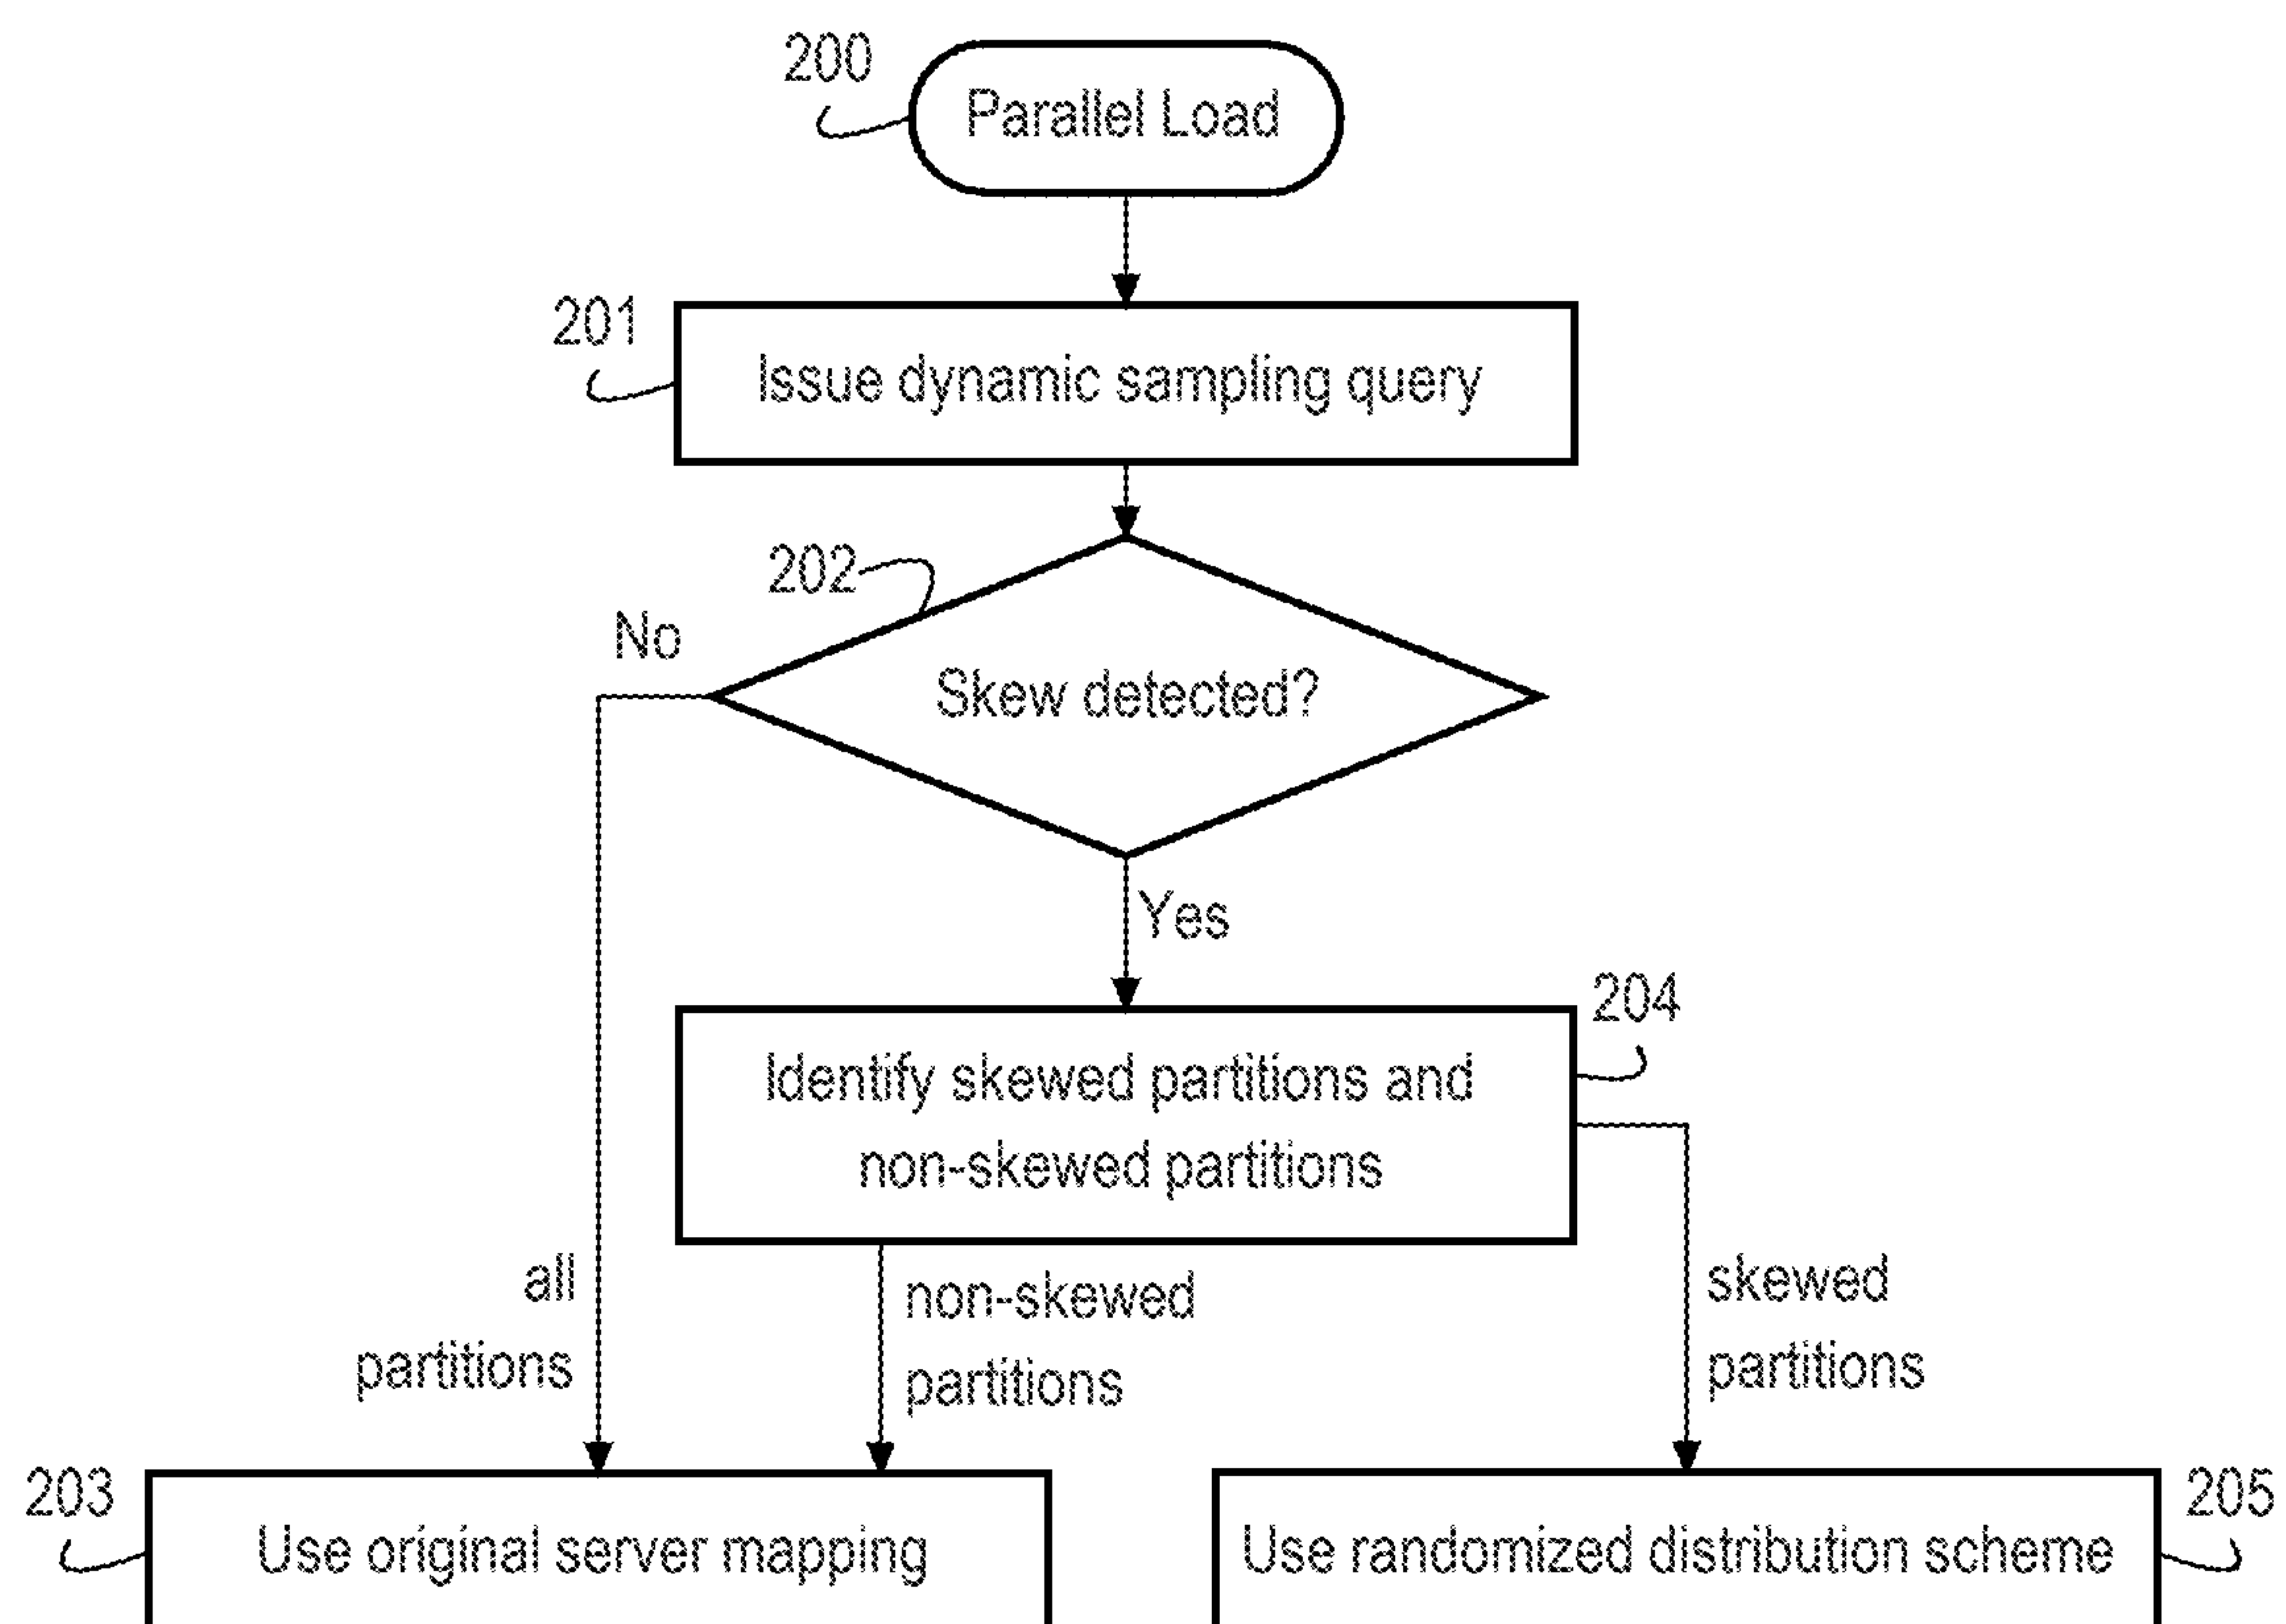 200
Parallel Load
201
Issue dynamic sampling query
202
No
Skew detected?
Yes
204
Identify skewed partitions and
non-skewed partitions
all
partitions
non-skewed
partitions
skewed
partitions
203
Use original server mapping
Use randomized distribution scheme
205